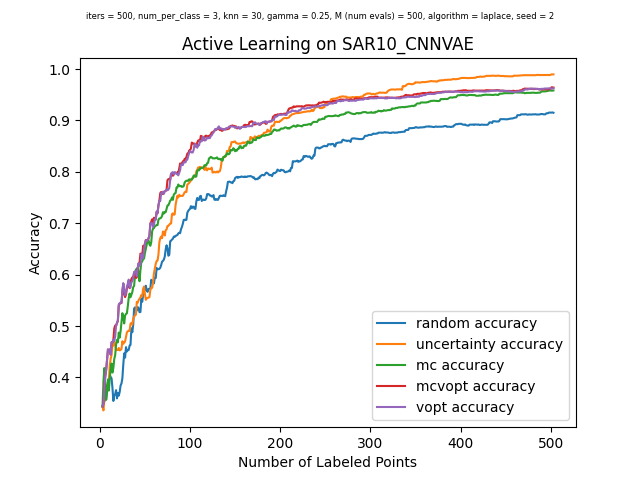 iters = 500, num_per_class = 3, knn = 30, gamma = 0.25, M (num evals) = 500, algorithm = laplace, seed = 2
Active Learning on SAR10_CNNVAE
1.0
0.9
0.8
0.7
0.6
0.5
0.4
Accuracy
random accuracy
uncertainty accuracy
mc accuracy
mcvopt accuracy
vopt accuracy
0
100
200
300
400
500
Number of Labeled Points